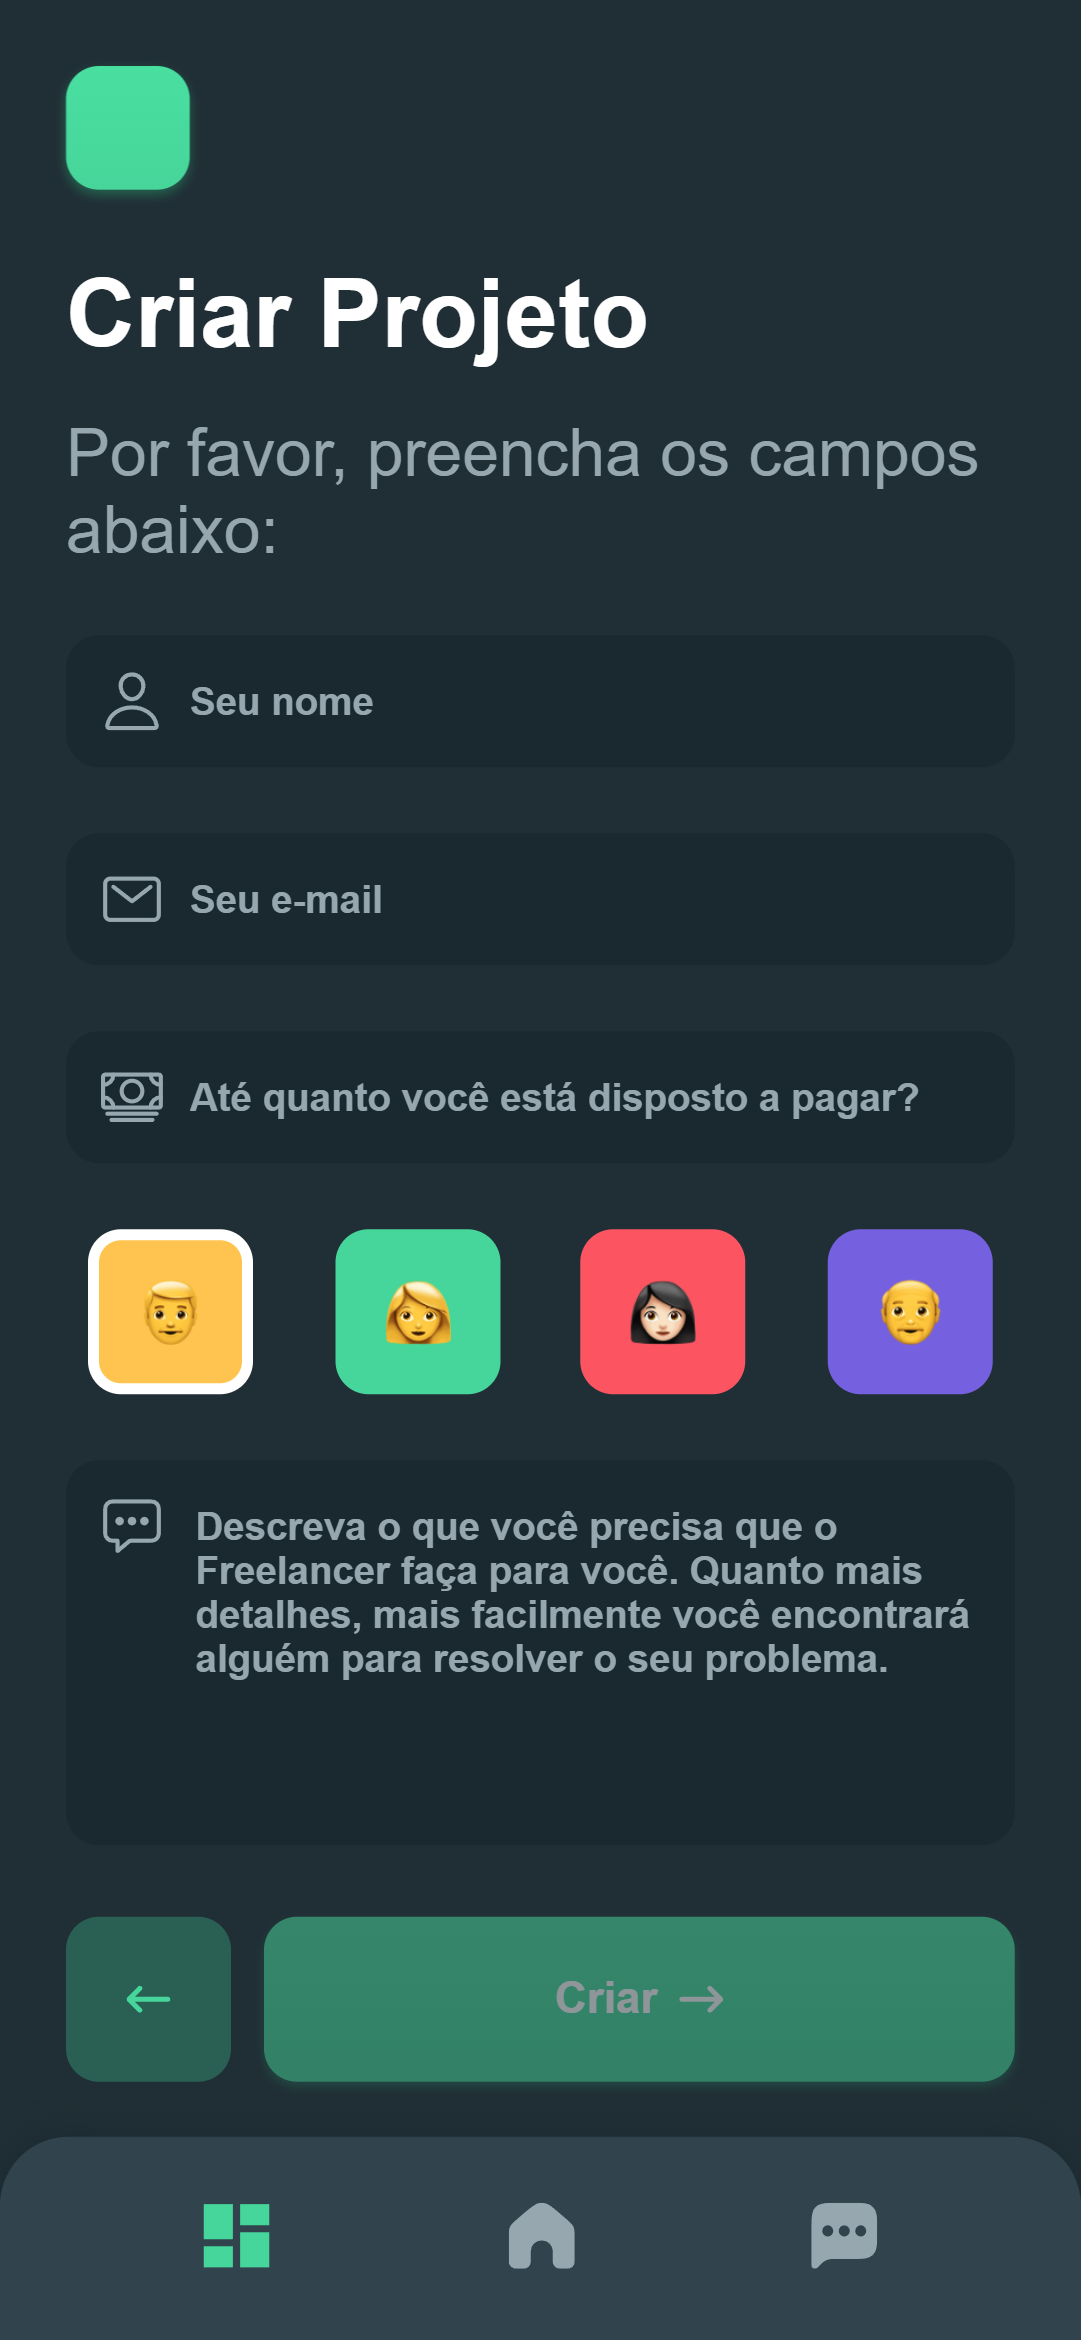 Criar Projeto
Por favor, preencha os campos
abaixo:
Seu nome
Seu e-mail
Até quanto você está disposto a pagar?
Descreva o que você precisa que o
Freelancer faça para você. Quanto mais
detalhes, mais facilmente você encontrará
alguém para resolver o seu problema.
Criar